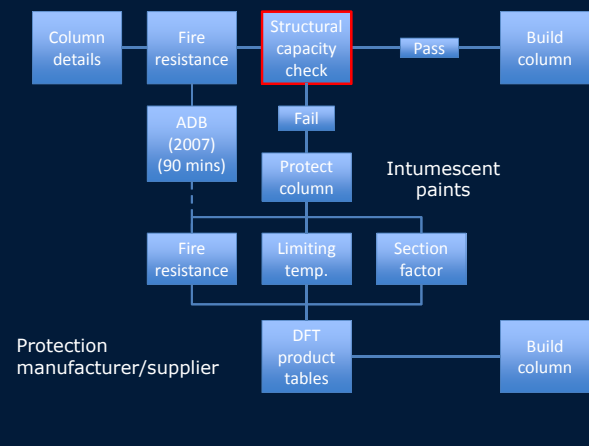 Column
details
Fire
resistance
Structural
capacity
check
Pass
Build
column
ADB
(2007)
(90 mins)
Fail
Protect
column
Intumescent
paints
Fire
resistance
Limiting
temp.
Section
factor
Protection
manufacturer/supplier
DFT
product
tables
Build
column